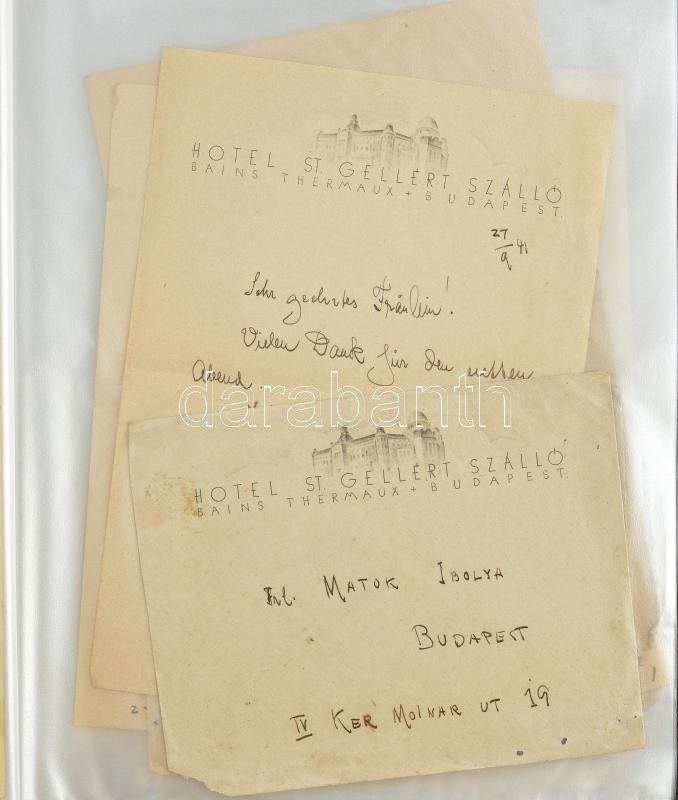 HOTEL ST. GELLÉRT SZÁLLÓ
BAINS THERMAUX + BUDAPEST.
27/9 41
Sehr geehrtes Fräulein!
Vielen Dank für den netten
Abend.
darabanth
HOTEL ST. GELLÉRT SZÁLLÓ
BAINS THERMAUX + BUDAPEST.
Frl. MATOK IBOLYA
BUDAPEST
IV KER MOLNAR UT 19